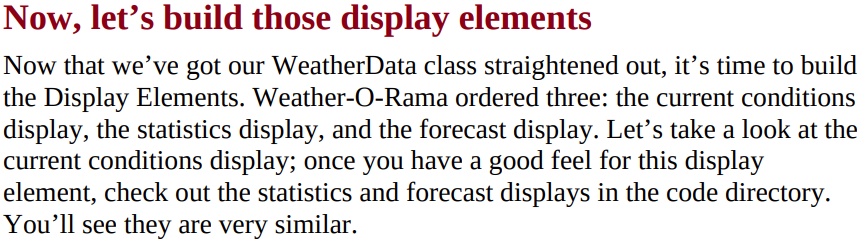 Now, let’s build those display elements
Now that we’ve got our WeatherData class straightened out, it’s time to build
the Display Elements. Weather-O-Rama ordered three: the current conditions
display, the statistics display, and the forecast display. Let’s take a look at the
current conditions display; once you have a good feel for this display
element, check out the statistics and forecast displays in the code directory.
You’ll see they are very similar.